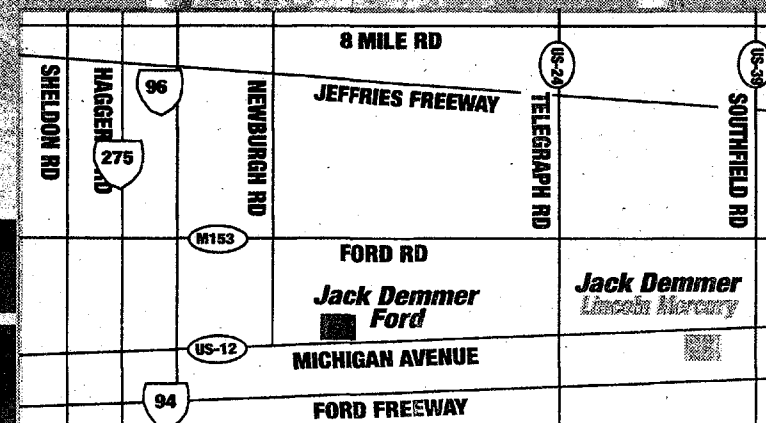 8 MILE RD
US-24
US-39
96
JEFFRIES FREEWAY
SHELDON RD
NEWBURGH RD
TELEGRAPH RD
SOUTHFIELD RD
275
M153
FORD RD
Jack Demmer
Ford
Jack Demmer
Lincoln Mercury
US-12
MICHIGAN AVENUE
94
FORD FREEWAY